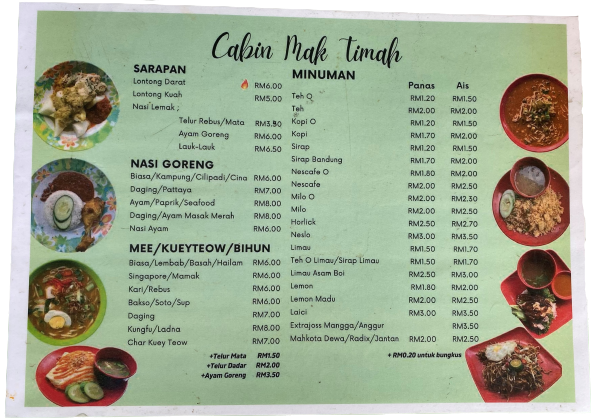 Cabin Mak Timah
SARAPAN
Lontong Darat RM6.00
Lontong Kuah RM5.00
Nasi Lemak ;
Telur Rebus/Mata RM3.50
Ayam Goreng RM6.00
Lauk-Lauk RM6.50
NASI GORENG
Biasa/Kampung/Cilipadi/Cina RM6.00
Daging/Pattaya RM7.00
Ayam/Paprik/Seafood RM8.00
Daging/Ayam Masak Merah RM8.00
Nasi Ayam RM6.00
MEE/KUEYTEOW/BIHUN
Biasa/Lembab/Basah/Hailam RM6.00
Singapore/Mamak RM6.00
Kari/Rebus RM6.00
Bakso/Soto/Sup RM6.00
Daging RM7.00
Kungfu/Ladna RM8.00
Char Kuey Teow RM7.00
+Telur Mata RM1.50
+Telur Dadar RM2.00
+Ayam Goreng RM3.50
MINUMAN
Panas Ais
Teh O RM1.20 RM1.50
Teh RM2.00 RM2.00
Kopi O RM1.20 RM1.50
Kopi RM1.70 RM2.00
Sirap RM1.20 RM1.50
Sirap Bandung RM1.70 RM2.00
Nescafe O RM1.80 RM2.00
Nescafe RM2.00 RM2.50
Milo O RM2.00 RM2.30
Milo RM2.00 RM2.50
Horlick RM2.50 RM2.70
Neslo RM3.00 RM3.50
Limau RM1.50 RM1.70
Teh O Limau/Sirap Limau RM1.50 RM1.70
Limau Asam Boi RM2.50 RM3.00
Lemon RM1.80 RM2.00
Lemon Madu RM2.00 RM2.50
Laici RM3.00 RM3.50
Extrajoss Mangga/Anggur RM3.50
Mahkota Dewa/Radix/Jantan RM2.00 RM2.50
+ RM0.20 untuk bungkus